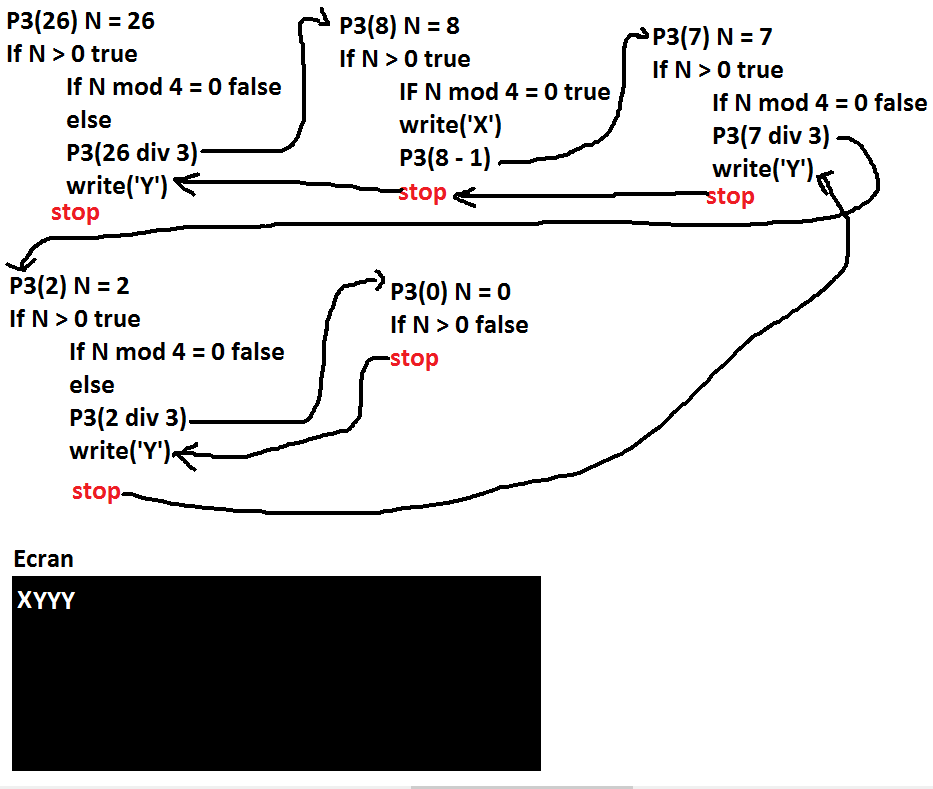 P3(26) N = 26
If N > 0 true
If N mod 4 = 0 false
else
P3(26 div 3)
write('Y')
stop
P3(8) N = 8
If N > 0 true
IF N mod 4 = 0 true
write('X')
P3(8 - 1)
stop
P3(7) N = 7
If N > 0 true
If N mod 4 = 0 false
P3(7 div 3)
write('Y')
stop
P3(2) N = 2
If N > 0 true
If N mod 4 = 0 false
else
P3(2 div 3)
write('Y')
stop
P3(0) N = 0
If N > 0 false
stop
Ecran
XYYY